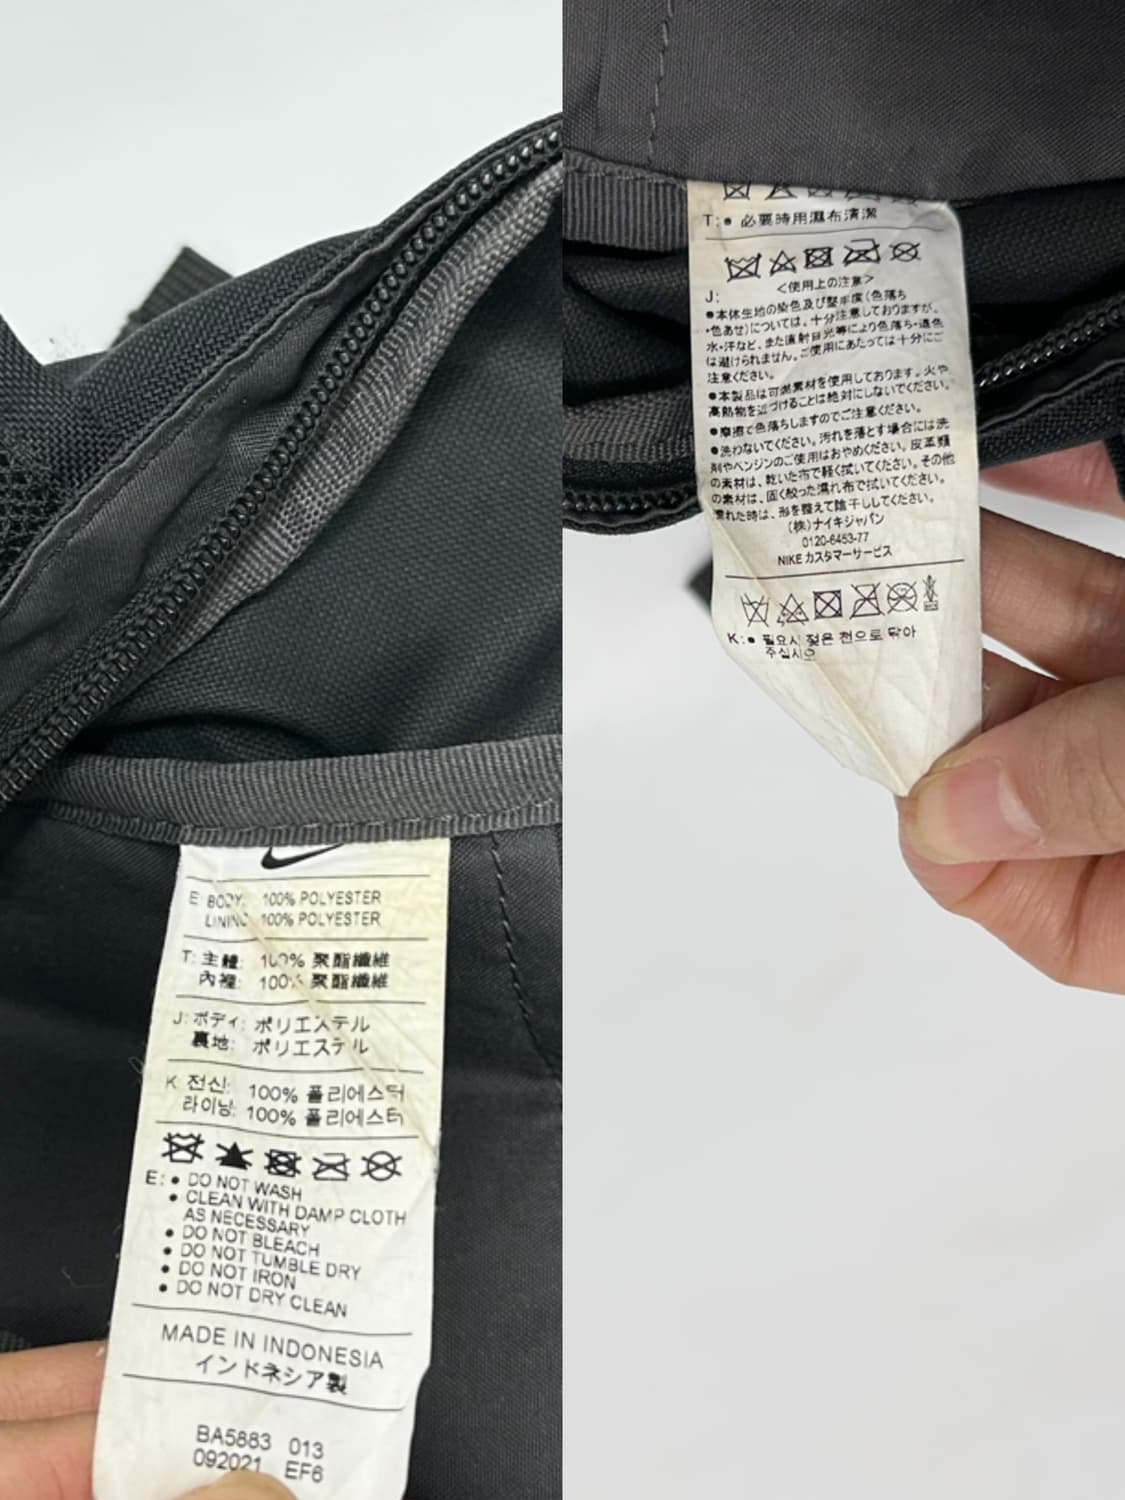 E: BODY: 100% POLYESTER
LINING 100% POLYESTER
T: 主體: 100% 聚酯纖維
內裡: 100% 聚酯纖維
J: ボディ: ポリエステル
裏地: ポリエステル
K 전신: 100% 폴리에스터
라이닝: 100% 폴리에스터
E: • DO NOT WASH
• CLEAN WITH DAMP CLOTH
AS NECESSARY
• DO NOT BLEACH
• DO NOT TUMBLE DRY
• DO NOT IRON
• DO NOT DRY CLEAN
MADE IN INDONESIA
インドネシア製
BA5883 013
092021 EF6
T: • 必要時用濕布清潔
<使用上の注意>
J:
●本体生地の染色及び堅牢度(色落ち
・色あせ)については、十分注意しておりますが、
水・汗など、また直射日光等により色落ち・退色
は避けられません。ご使用にあたっては十分にご
注意ください。
●本製品は可燃素材を使用しております。火や
高熱物を近づけることは絶対にしないでください。
●摩擦で色落ちしますのでご注意ください。
●洗わないでください。汚れを落とす場合には洗
剤やベンジンのご使用はおやめください。皮革類
の素材は、乾いた布で軽く拭いてください。その他
の素材は、固く絞った濡れ布で拭いてください。
濡れた時は、形を整えて陰干ししてください。
(株)ナイキジャパン
0120-6453-77
NIKE カスタマーサービス
K: • 필요시 젖은 천으로 닦아
주십시오